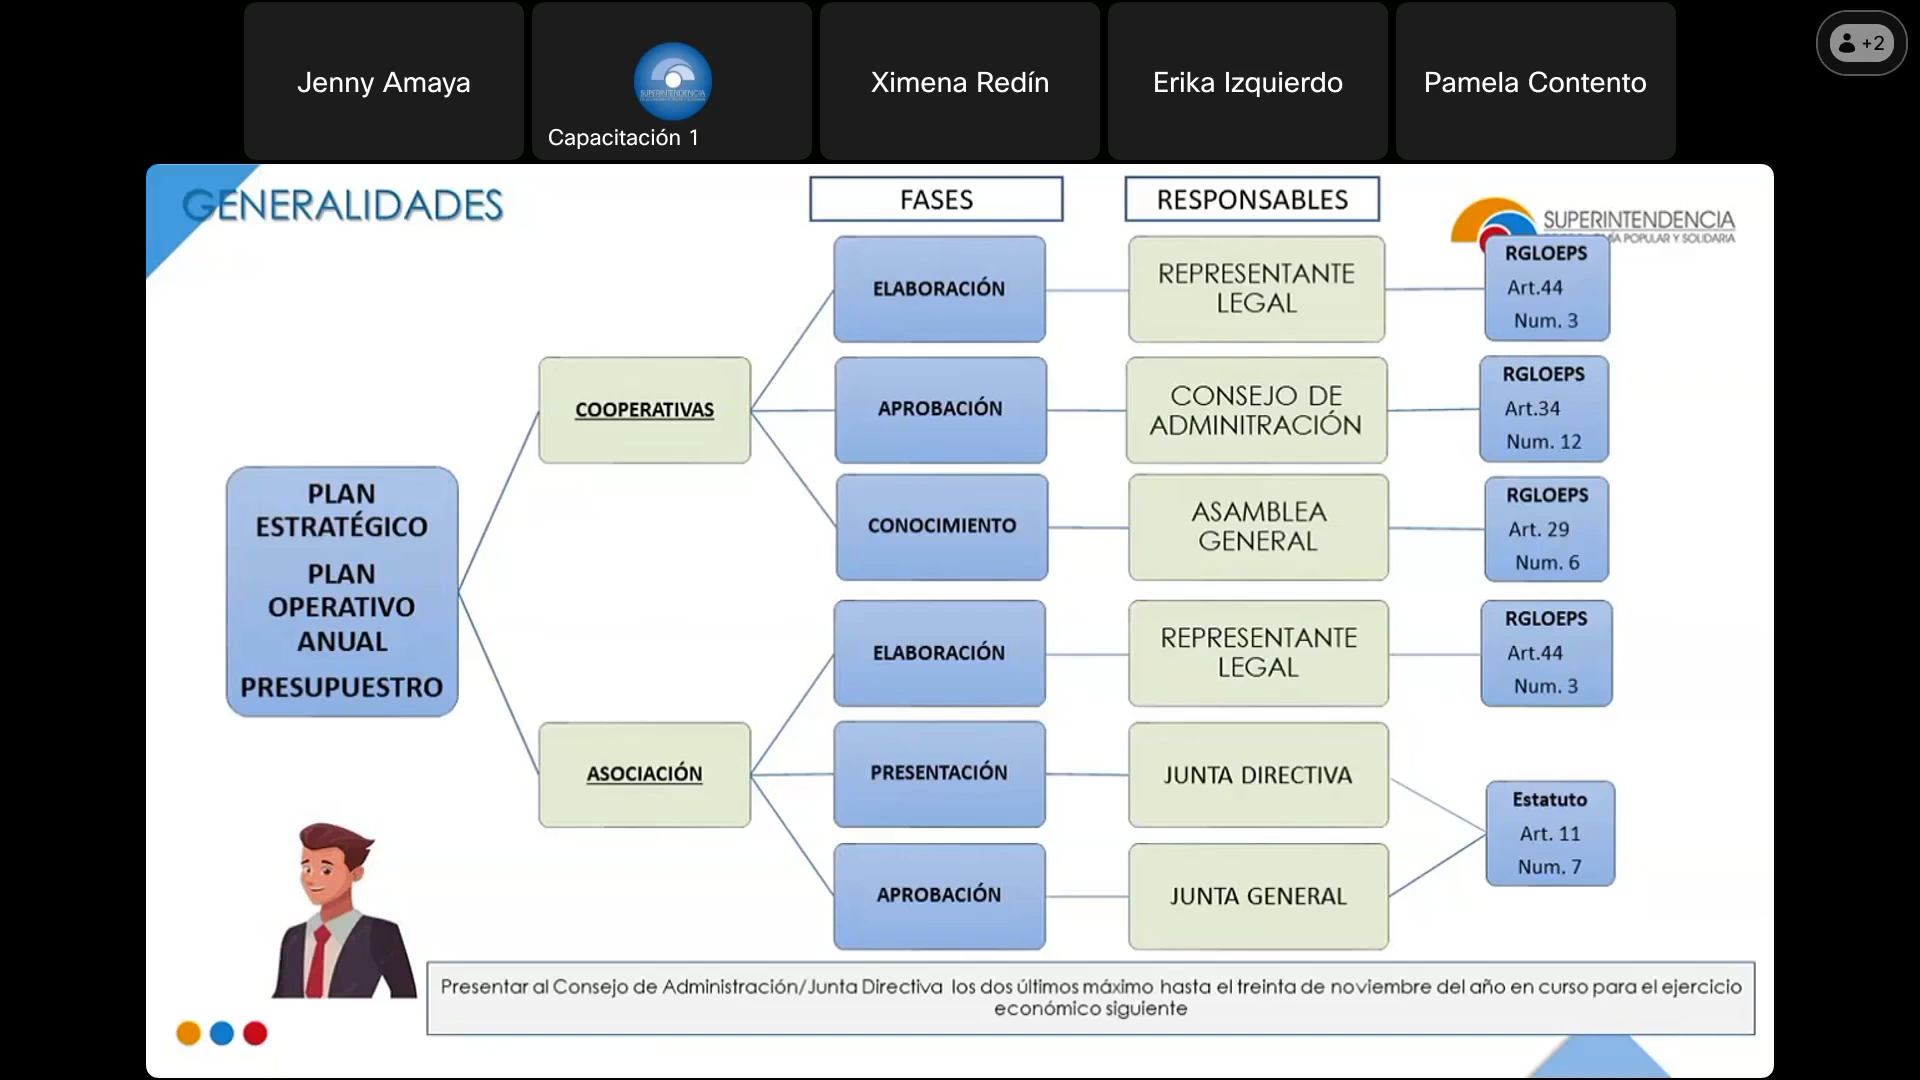 Jenny Amaya
SUPERINTENDENCIA
Capacitación 1
Ximena Redín
Erika Izquierdo
Pamela Contento
+2
GENERALIDADES
FASES
RESPONSABLES
SUPERINTENDENCIA
POPULAR Y SOLIDARIA
ELABORACIÓN
REPRESENTANTE
LEGAL
RGLOEPS
Art.44
Num. 3
COOPERATIVAS
APROBACIÓN
CONSEJO DE
ADMINITRACIÓN
RGLOEPS
Art.34
Num. 12
CONOCIMIENTO
ASAMBLEA
GENERAL
RGLOEPS
Art. 29
Num. 6
PLAN
ESTRATÉGICO
PLAN
OPERATIVO
ANUAL
PRESUPUESTRO
ELABORACIÓN
REPRESENTANTE
LEGAL
RGLOEPS
Art.44
Num. 3
ASOCIACIÓN
PRESENTACIÓN
JUNTA DIRECTIVA
Estatuto
Art. 11
Num. 7
APROBACIÓN
JUNTA GENERAL
Presentar al Consejo de Administración/Junta Directiva los dos últimos máximo hasta el treinta de noviembre del año en curso para el ejercicio
económico siguiente